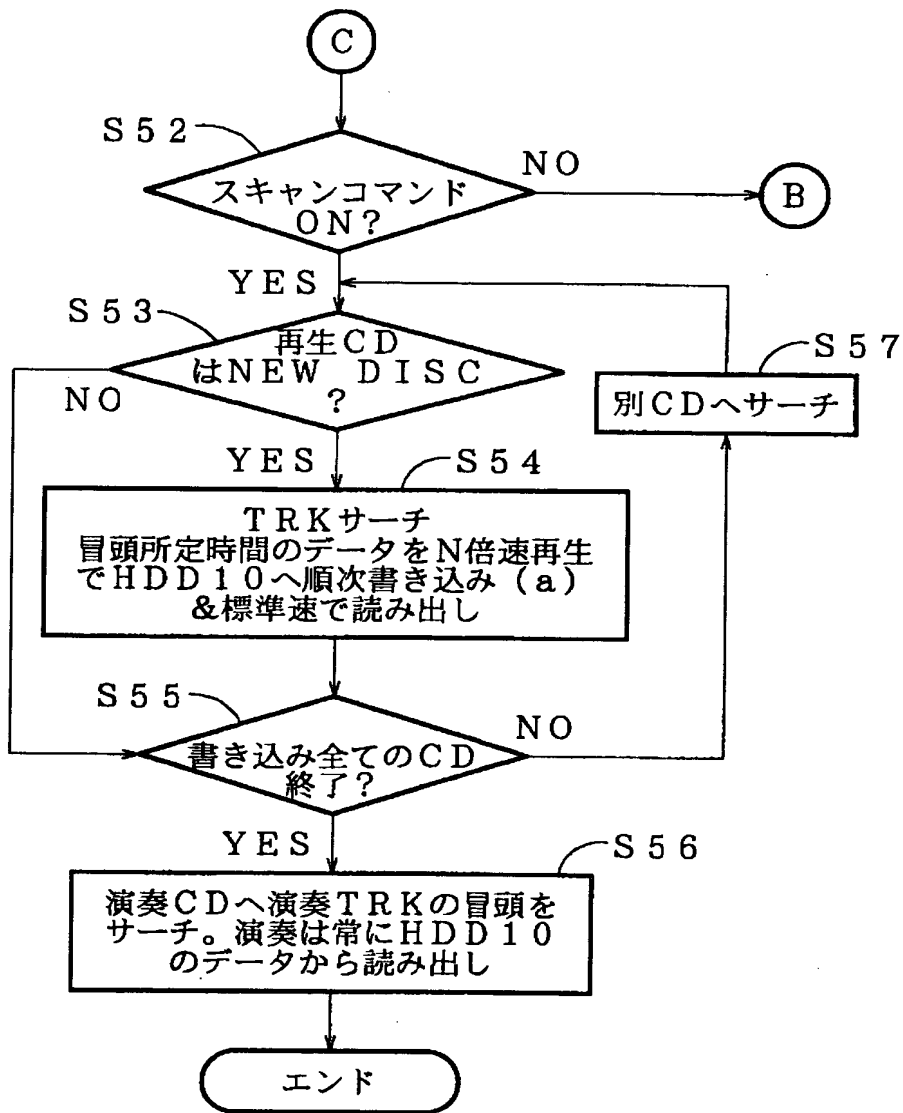 C
S52
スキャンコマンド
ON?
NO
B
YES
S53
再生CD
はNEW DISC
?
NO
S57
別CDへサーチ
YES
S54
TRKサーチ
冒頭所定時間のデータをN倍速再生
でHDD10へ順次書き込み(a)
&標準速で読み出し
S55
書き込み全てのCD
終了?
NO
YES
S56
演奏CDへ演奏TRKの冒頭を
サーチ。演奏は常にHDD10
のデータから読み出し
エンド